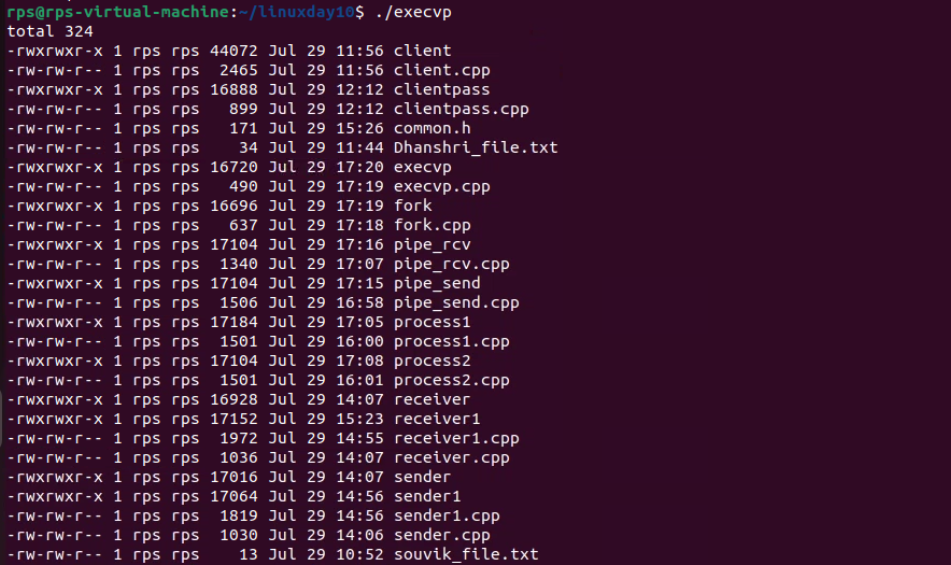 rps@rps-virtual-machine:~/linuxday10$ ./execvp
total 324
-rwxrwxr-x 1 rps rps 44072 Jul 29 11:56 client
-rw-rw-r-- 1 rps rps  2465 Jul 29 11:56 client.cpp
-rwxrwxr-x 1 rps rps 16888 Jul 29 12:12 clientpass
-rw-rw-r-- 1 rps rps   899 Jul 29 12:12 clientpass.cpp
-rw-rw-r-- 1 rps rps   171 Jul 29 15:26 common.h
-rw-rw-r-- 1 rps rps    34 Jul 29 11:44 Dhanshri_file.txt
-rwxrwxr-x 1 rps rps 16720 Jul 29 17:20 execvp
-rw-rw-r-- 1 rps rps   490 Jul 29 17:19 execvp.cpp
-rwxrwxr-x 1 rps rps 16696 Jul 29 17:19 fork
-rw-rw-r-- 1 rps rps   637 Jul 29 17:18 fork.cpp
-rwxrwxr-x 1 rps rps 17104 Jul 29 17:16 pipe_rcv
-rw-rw-r-- 1 rps rps  1340 Jul 29 17:07 pipe_rcv.cpp
-rwxrwxr-x 1 rps rps 17104 Jul 29 17:15 pipe_send
-rw-rw-r-- 1 rps rps  1506 Jul 29 16:58 pipe_send.cpp
-rwxrwxr-x 1 rps rps 17184 Jul 29 17:05 process1
-rw-rw-r-- 1 rps rps  1501 Jul 29 16:00 process1.cpp
-rwxrwxr-x 1 rps rps 17104 Jul 29 17:08 process2
-rw-rw-r-- 1 rps rps  1501 Jul 29 16:01 process2.cpp
-rwxrwxr-x 1 rps rps 16928 Jul 29 14:07 receiver
-rwxrwxr-x 1 rps rps 17152 Jul 29 15:23 receiver1
-rw-rw-r-- 1 rps rps  1972 Jul 29 14:55 receiver1.cpp
-rw-rw-r-- 1 rps rps  1036 Jul 29 14:07 receiver.cpp
-rwxrwxr-x 1 rps rps 17016 Jul 29 14:07 sender
-rwxrwxr-x 1 rps rps 17064 Jul 29 14:56 sender1
-rw-rw-r-- 1 rps rps  1819 Jul 29 14:56 sender1.cpp
-rw-rw-r-- 1 rps rps  1030 Jul 29 14:06 sender.cpp
-rw-rw-r-- 1 rps rps    13 Jul 29 10:52 souvik_file.txt